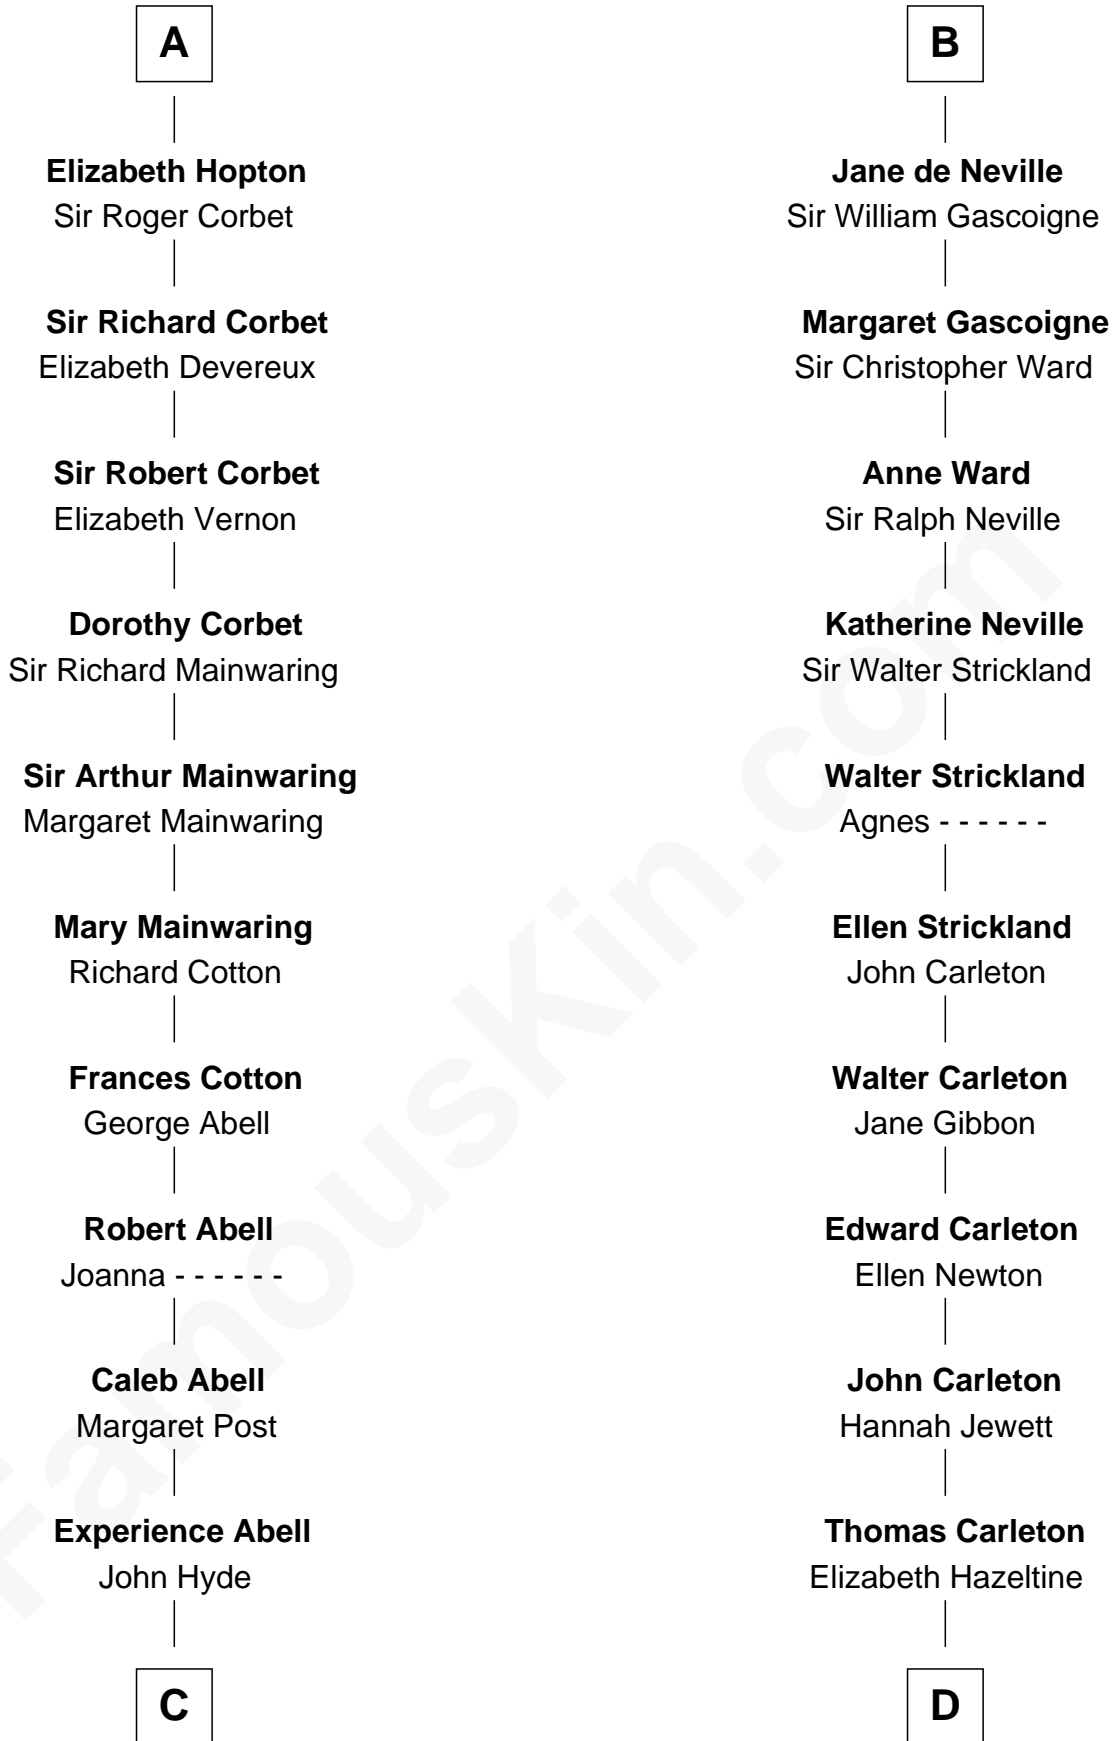 A
Elizabeth Hopton
Sir Roger Corbet
Sir Richard Corbet
Elizabeth Devereux
Sir Robert Corbet
Elizabeth Vernon
Dorothy Corbet
Sir Richard Mainwaring
Sir Arthur Mainwaring
Margaret Mainwaring
Mary Mainwaring
Richard Cotton
Frances Cotton
George Abell
Robert Abell
Joanna - - - - - -
Caleb Abell
Margaret Post
Experience Abell
John Hyde
C
B
Jane de Neville
Sir William Gascoigne
Margaret Gascoigne
Sir Christopher Ward
Anne Ward
Sir Ralph Neville
Katherine Neville
Sir Walter Strickland
Walter Strickland
Agnes - - - - - -
Ellen Strickland
John Carleton
Walter Carleton
Jane Gibbon
Edward Carleton
Ellen Newton
John Carleton
Hannah Jewett
Thomas Carleton
Elizabeth Hazeltine
D
FamousKin.com